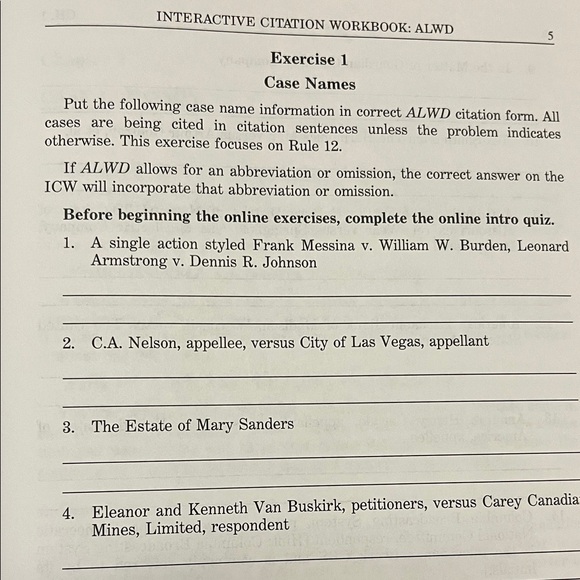 INTERACTIVE CITATION WORKBOOK: ALWD
5
Exercise 1
Case Names
Put the following case name information in correct ALWD citation form. All
cases are being cited in citation sentences unless the problem indicates
otherwise. This exercise focuses on Rule 12.
If ALWD allows for an abbreviation or omission, the correct answer on the
ICW will incorporate that abbreviation or omission.
Before beginning the online exercises, complete the online intro quiz.
1. A single action styled Frank Messina v. William W. Burden, Leonard
Armstrong v. Dennis R. Johnson
2. C.A. Nelson, appellee, versus City of Las Vegas, appellant
3. The Estate of Mary Sanders
4. Eleanor and Kenneth Van Buskirk, petitioners, versus Carey Canadia
Mines, Limited, respondent